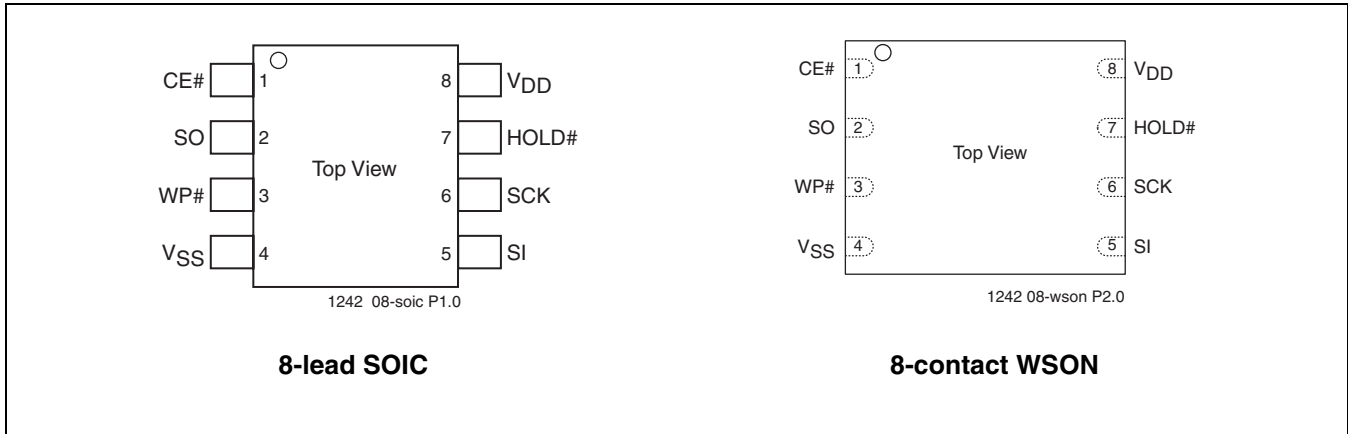 CE# 1 8 VDD
SO 2 7 HOLD#
Top View
WP# 3 6 SCK
VSS 4 5 SI
1242 08-soic P1.0
8-lead SOIC
CE# 1 8 VDD
SO 2 7 HOLD#
Top View
WP# 3 6 SCK
VSS 4 5 SI
1242 08-wson P2.0
8-contact WSON